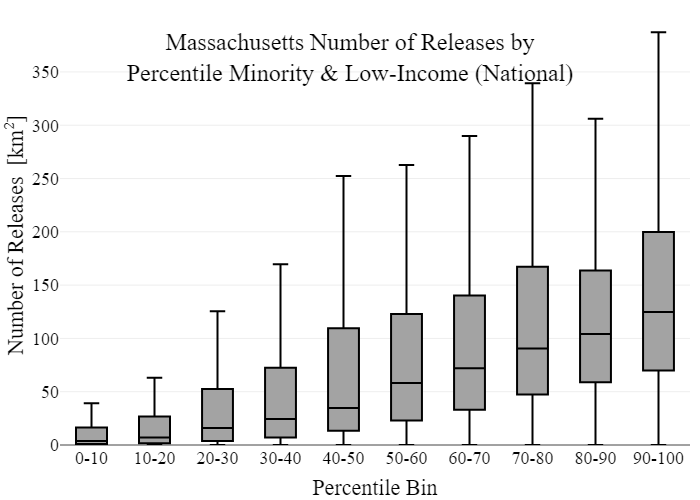 Massachusetts Number of Releases by
Percentile Minority & Low-Income (National)
Number of Releases [km²]
350
300
250
200
150
100
50
0
0-10 10-20 20-30 30-40 40-50 50-60 60-70 70-80 80-90 90-100
Percentile Bin